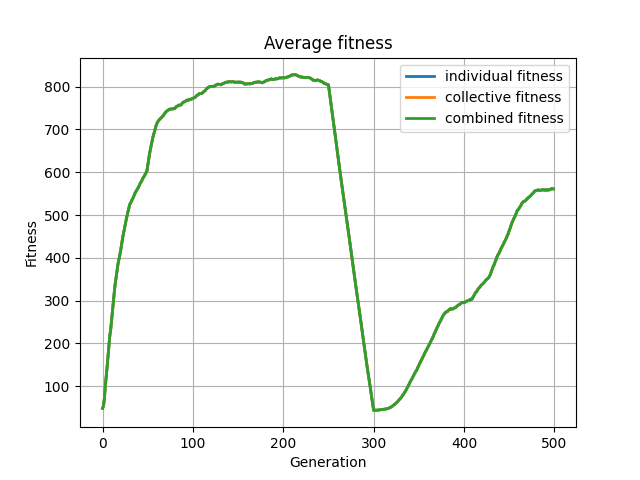 Average fitness
individual fitness
collective fitness
combined fitness
Fitness
800
700
600
500
400
300
200
100
0 100 200 300 400 500
Generation